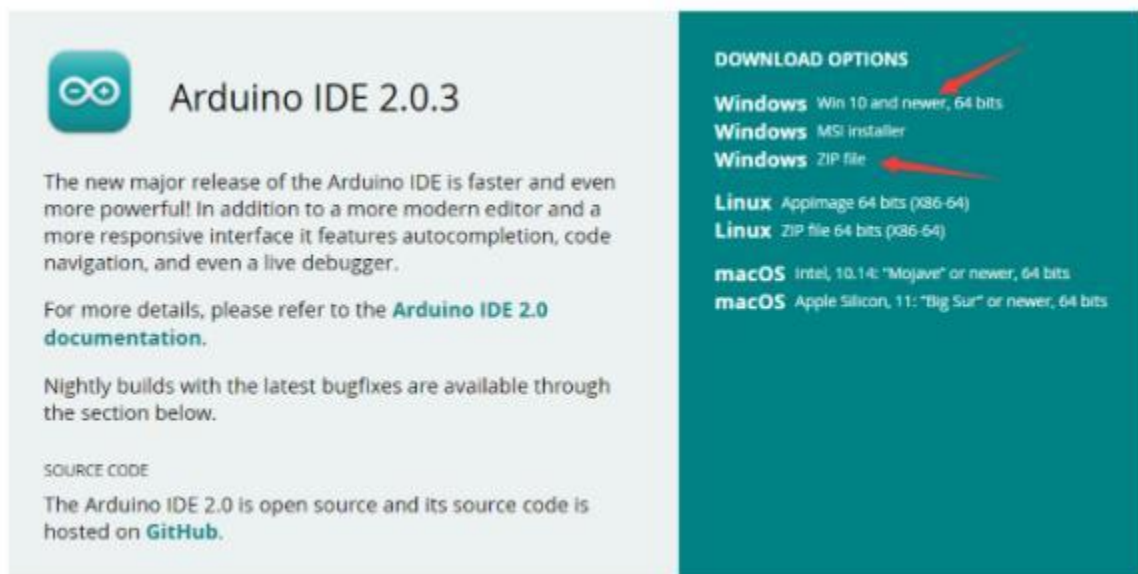 Arduino IDE 2.0.3
The new major release of the Arduino IDE is faster and even
more powerful! In addition to a more modern editor and a
more responsive interface it features autocompletion, code
navigation, and even a live debugger.
For more details, please refer to the Arduino IDE 2.0
documentation.
Nightly builds with the latest bugfixes are available through
the section below.
SOURCE CODE
The Arduino IDE 2.0 is open source and its source code is
hosted on GitHub.
DOWNLOAD OPTIONS
Windows Win 10 and newer, 64 bits
Windows MSI installer
Windows ZIP file
Linux AppImage 64 bits (X86-64)
Linux ZIP file 64 bits (X86-64)
macOS Intel, 10.14: "Mojave" or newer, 64 bits
macOS Apple Silicon, 11: "Big Sur" or newer, 64 bits